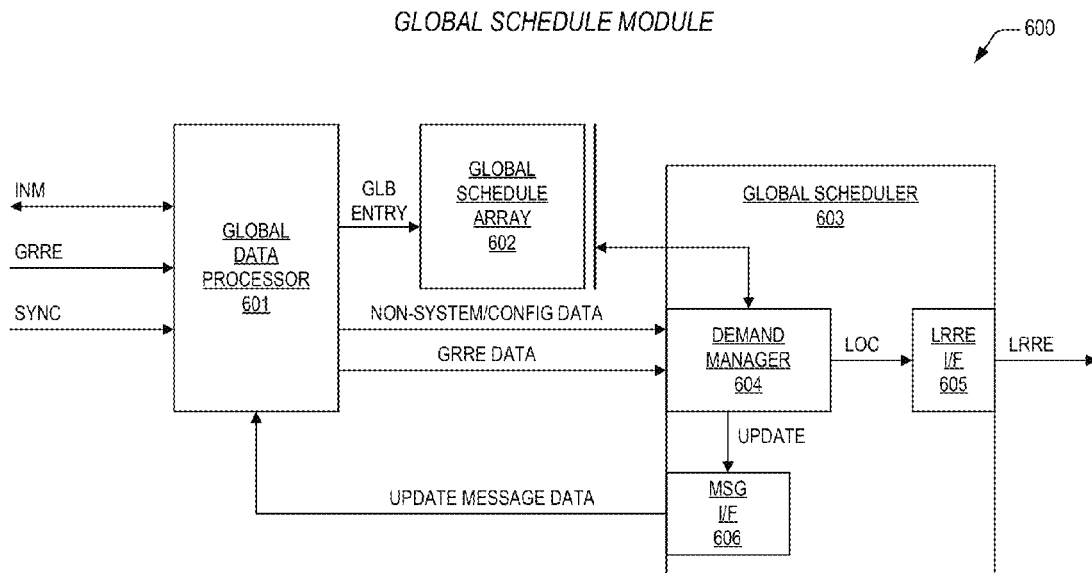 GLOBAL SCHEDULE MODULE
600
INM
GRRE
SYNC
GLOBAL
DATA
PROCESSOR
601
GLB
ENTRY
GLOBAL
SCHEDULE
ARRAY
602
GLOBAL SCHEDULER
603
NON-SYSTEM/CONFIG DATA
GRRE DATA
DEMAND
MANAGER
604
LOC
LRRE
I/F
605
LRRE
UPDATE
UPDATE MESSAGE DATA
MSG
I/F
606